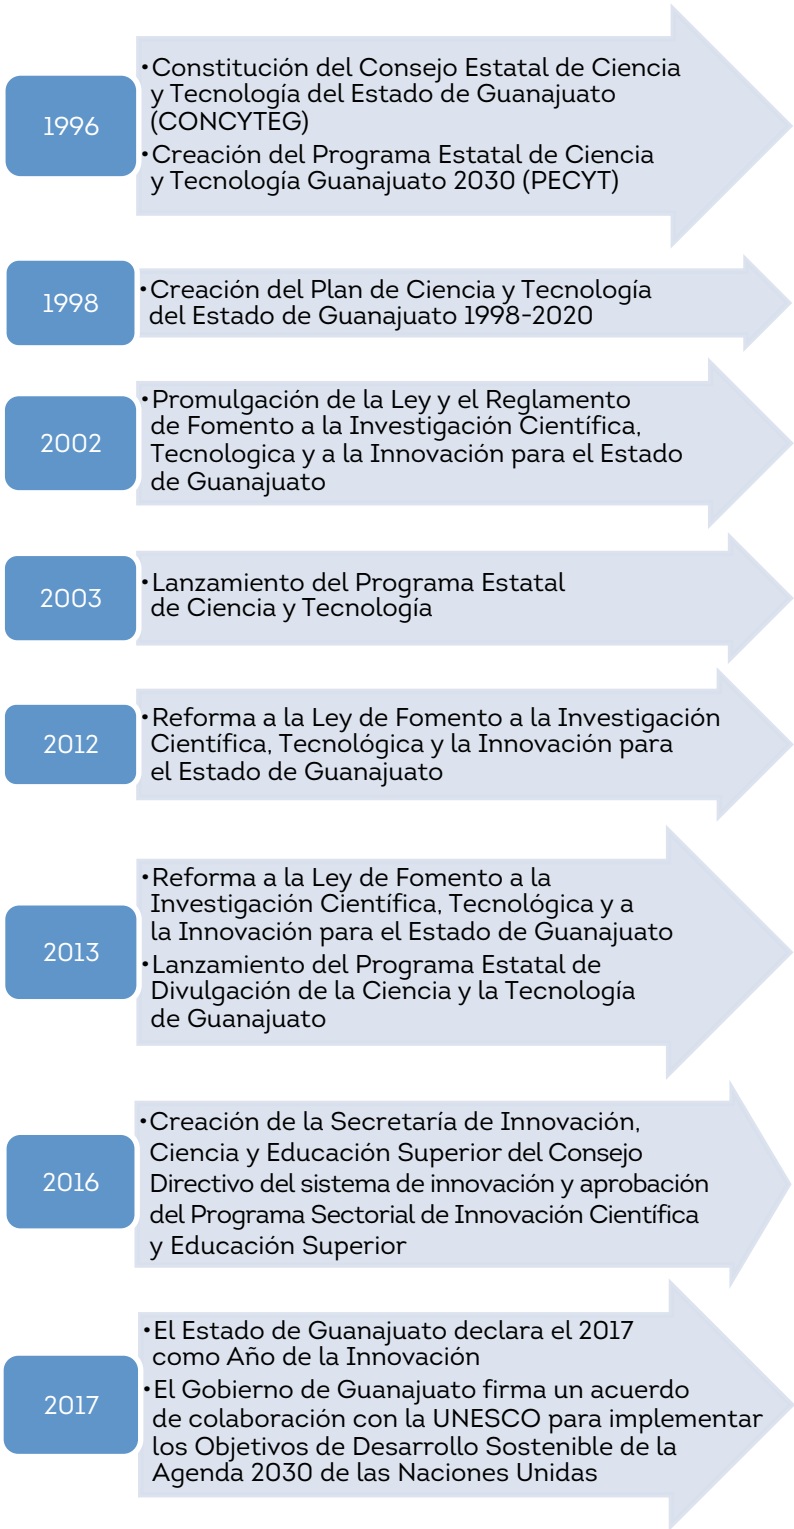 1996
•Constitución del Consejo Estatal de Ciencia
y Tecnología del Estado de Guanajuato
(CONCYTEG)
•Creación del Programa Estatal de Ciencia
y Tecnología Guanajuato 2030 (PECYT)
1998
•Creación del Plan de Ciencia y Tecnología
del Estado de Guanajuato 1998-2020
2002
•Promulgación de la Ley y el Reglamento
de Fomento a la Investigación Científica,
Tecnologica y a la Innovación para el Estado
de Guanajuato
2003
•Lanzamiento del Programa Estatal
de Ciencia y Tecnología
2012
•Reforma a la Ley de Fomento a la Investigación
Científica, Tecnológica y la Innovación para
el Estado de Guanajuato
2013
•Reforma a la Ley de Fomento a la
Investigación Científica, Tecnológica y a
la Innovación para el Estado de Guanajuato
•Lanzamiento del Programa Estatal de
Divulgación de la Ciencia y la Tecnología
de Guanajuato
2016
•Creación de la Secretaría de Innovación,
Ciencia y Educación Superior del Consejo
Directivo del sistema de innovación y aprobación
del Programa Sectorial de Innovación Científica
y Educación Superior
2017
•El Estado de Guanajuato declara el 2017
como Año de la Innovación
•El Gobierno de Guanajuato firma un acuerdo
de colaboración con la UNESCO para implementar
los Objetivos de Desarrollo Sostenible de la
Agenda 2030 de las Naciones Unidas